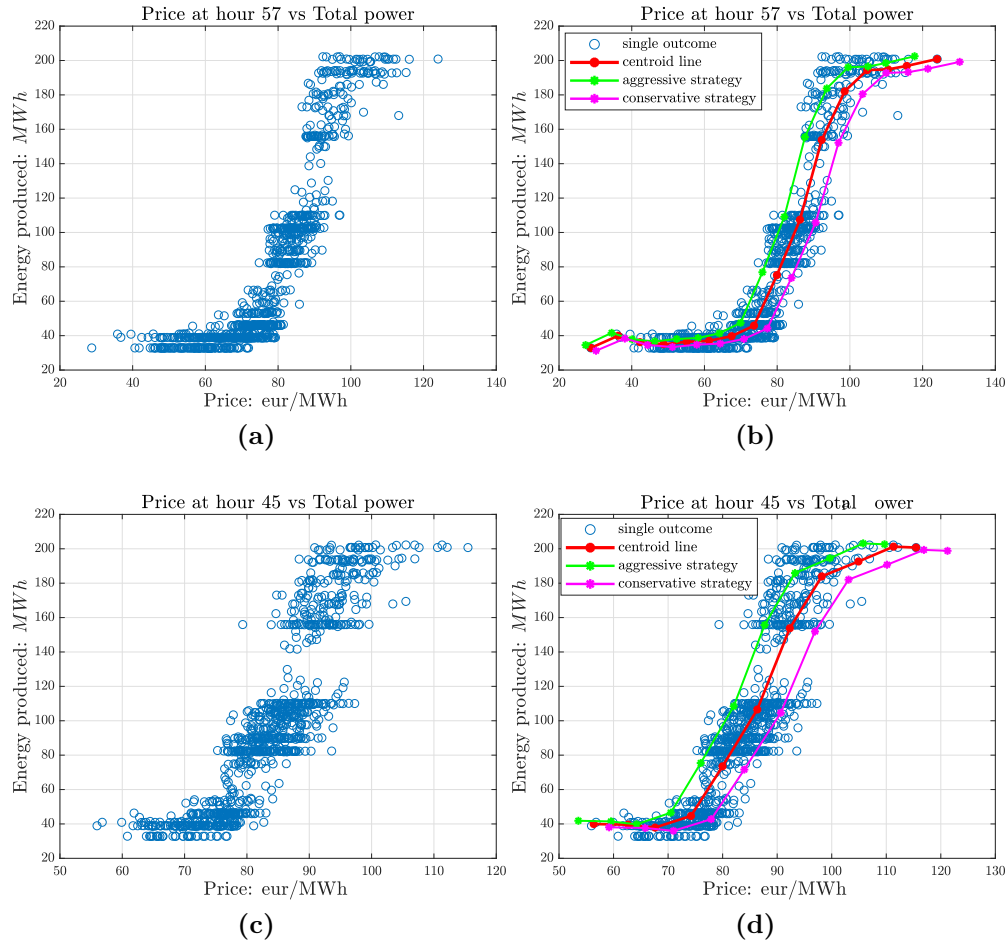 Price at hour 57 vs Total power
220
200
180
160
140
120
100
80
60
40
20
Energy produced: MWh
20 40 60 80 100 120 140
Price: eur/MWh
(a)
Price at hour 57 vs Total power
single outcome
centroid line
aggressive strategy
conservative strategy
220
200
180
160
140
120
100
80
60
40
20
Energy produced: MWh
20 40 60 80 100 120 140
Price: eur/MWh
(b)
Price at hour 45 vs Total power
220
200
180
160
140
120
100
80
60
40
20
Energy produced: MWh
50 60 70 80 90 100 110 120
Price: eur/MWh
(c)
Price at hour 45 vs Total ower
single outcome
centroid line
aggressive strategy
conservative strategy
220
200
180
160
140
120
100
80
60
40
20
Energy produced: MWh
50 60 70 80 90 100 110 120 130
Price: eur/MWh
(d)